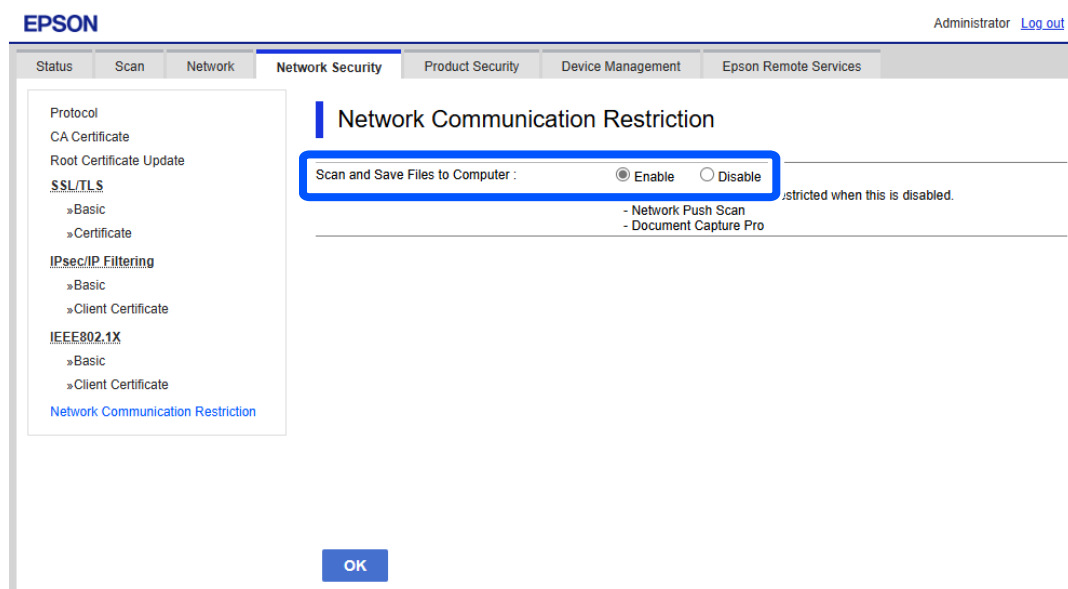 EPSON
Administrator Log out
Status Scan Network Network Security Product Security Device Management Epson Remote Services
Protocol
CA Certificate
Root Certificate Update
SSL/TLS
»Basic
»Certificate
IPsec/IP Filtering
»Basic
»Client Certificate
IEEE802.1X
»Basic
»Client Certificate
Network Communication Restriction
Network Communication Restriction
Scan and Save Files to Computer : Enable Disable
stricted when this is disabled.
- Network Push Scan
- Document Capture Pro
OK